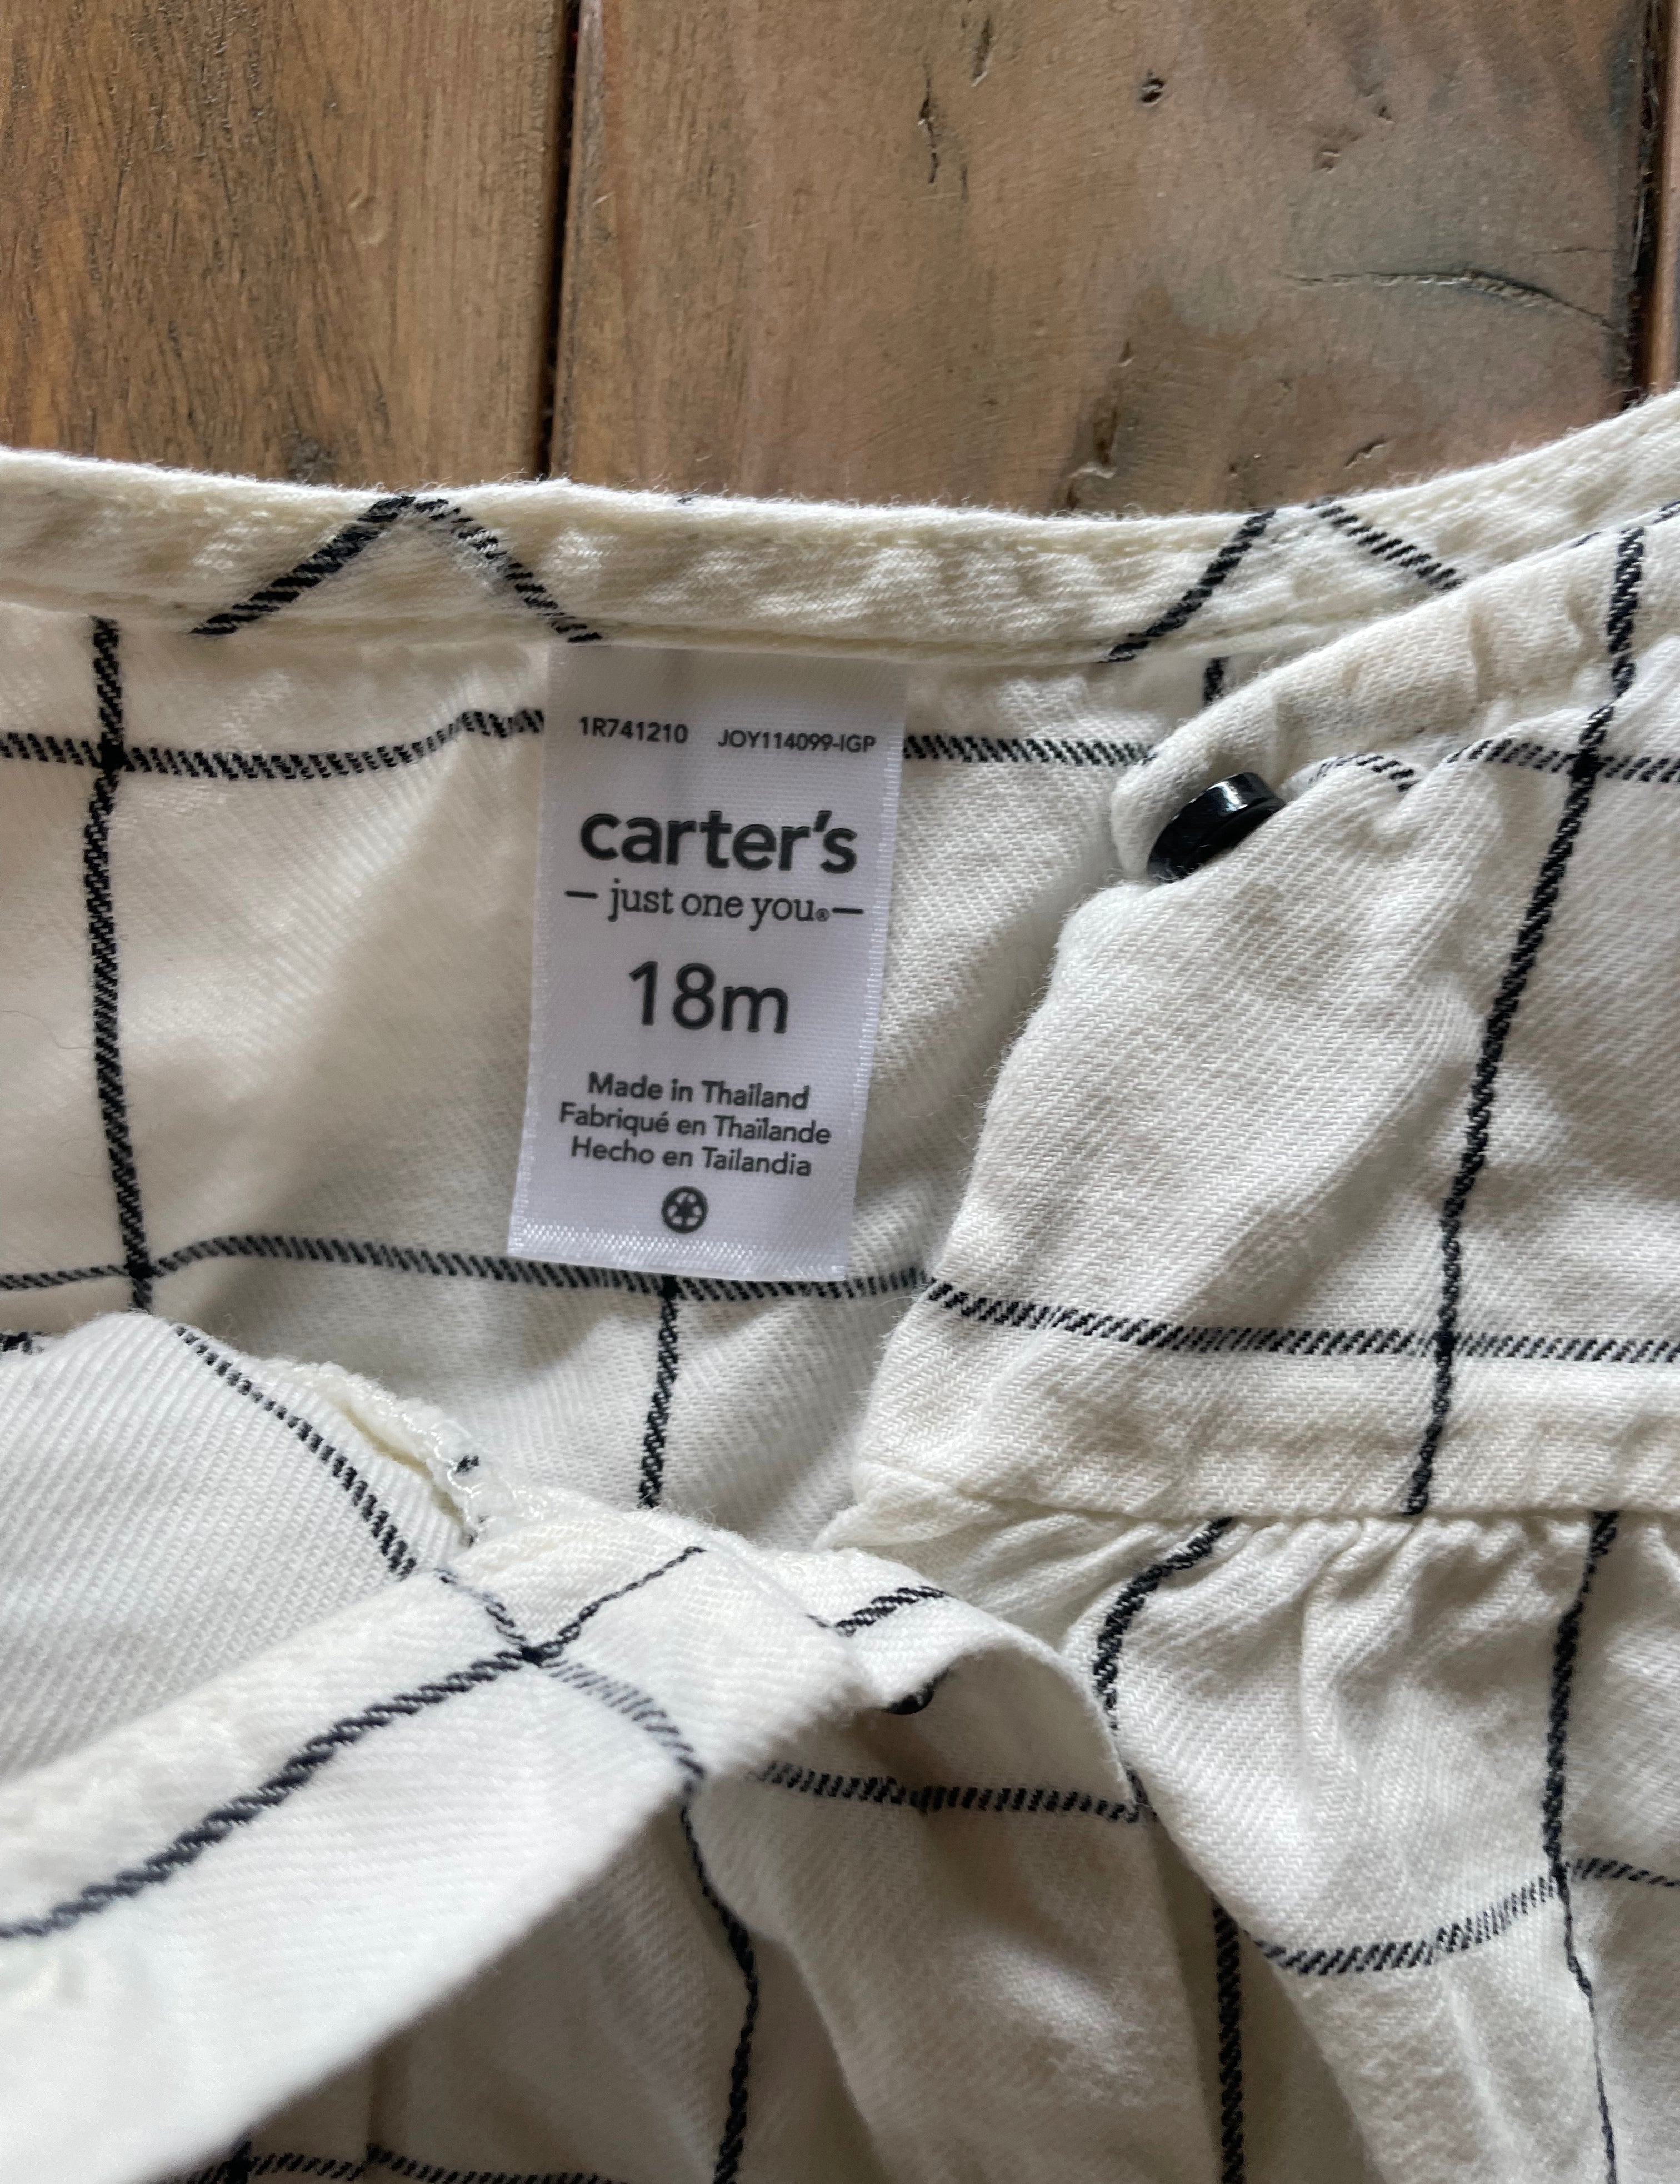 1R741210 JOY114099-IGP
carter's
— just one you®—
18m
Made in Thailand
Fabriqué en Thaïlande
Hecho en Tailandia